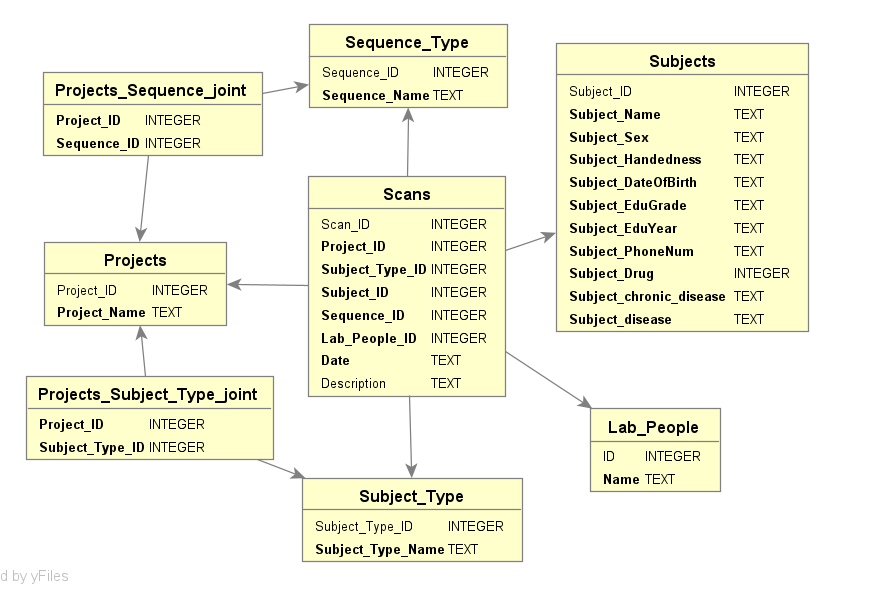 Sequence_Type
Sequence_ID INTEGER
Sequence_Name TEXT
Subjects
Subject_ID INTEGER
Subject_Name TEXT
Subject_Sex TEXT
Subject_Handedness TEXT
Subject_DateOfBirth TEXT
Subject_EduGrade TEXT
Subject_EduYear TEXT
Subject_PhoneNum TEXT
Subject_Drug INTEGER
Subject_chronic_disease TEXT
Subject_disease TEXT
Projects_Sequence_joint
Project_ID INTEGER
Sequence_ID INTEGER
Scans
Scan_ID INTEGER
Project_ID INTEGER
Subject_Type_ID INTEGER
Subject_ID INTEGER
Sequence_ID INTEGER
Lab_People_ID INTEGER
Date TEXT
Description TEXT
Projects
Project_ID INTEGER
Project_Name TEXT
Projects_Subject_Type_joint
Project_ID INTEGER
Subject_Type_ID INTEGER
Lab_People
ID INTEGER
Name TEXT
Subject_Type
Subject_Type_ID INTEGER
Subject_Type_Name TEXT
d by yFiles